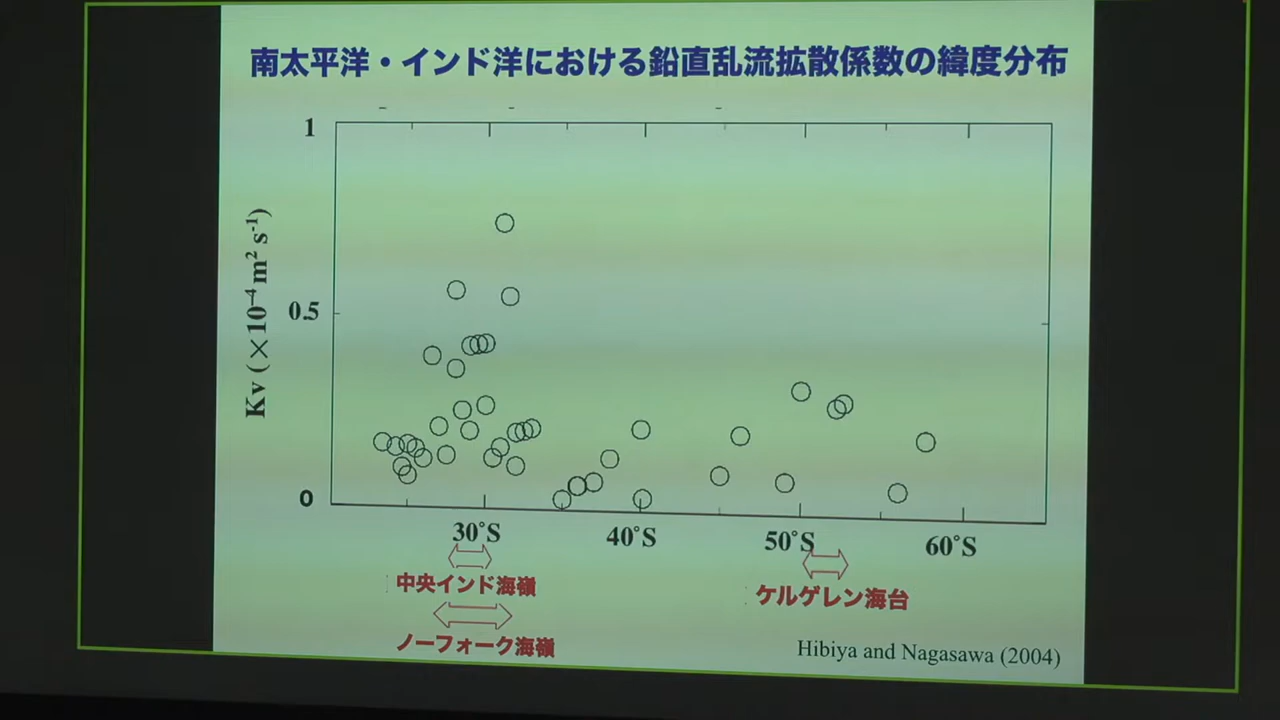 南太平洋・インド洋における鉛直乱流拡散係数の緯度分布
1
0.5
0
Kv (×10⁻⁴ m² s⁻¹)
30°S 40°S 50°S 60°S
中央インド海嶺
ケルゲレン海台
ノーフォーク海嶺
Hibiya and Nagasawa (2004)